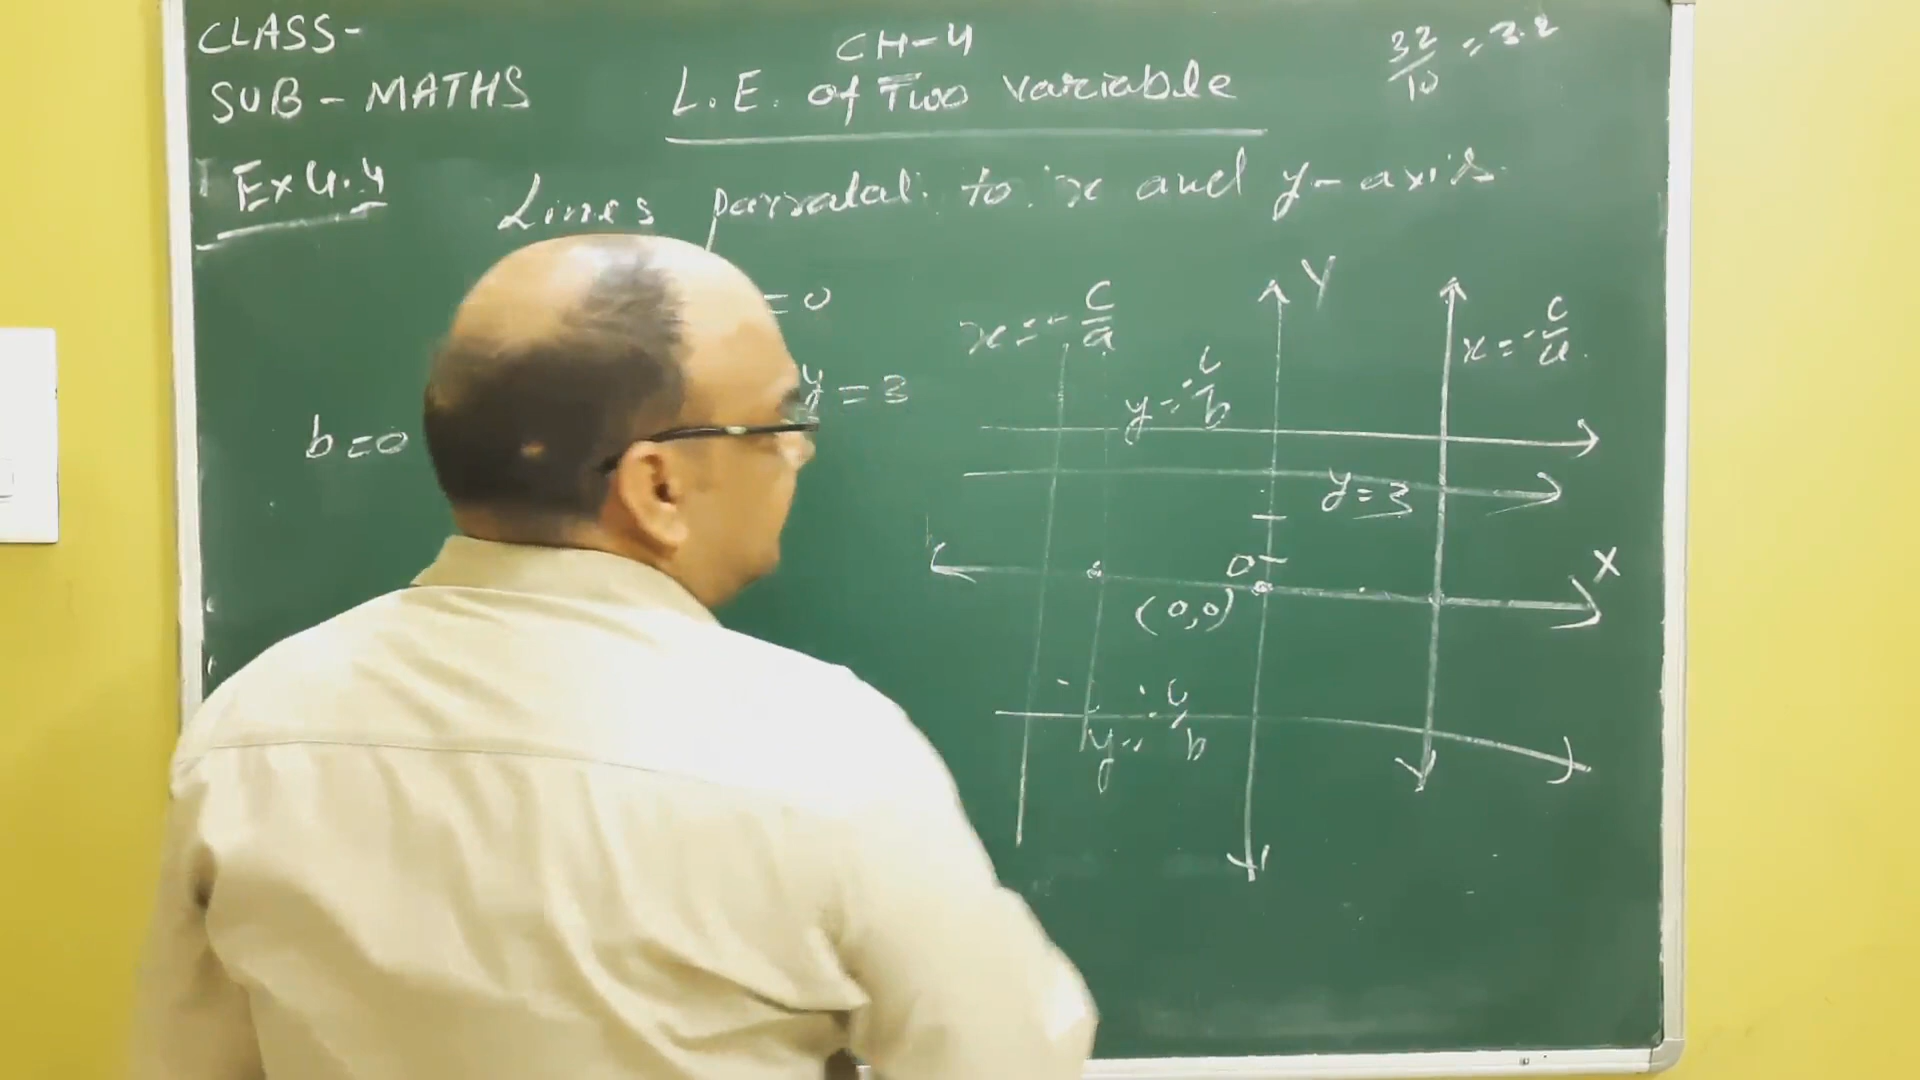 CLASS-
CH-4
32/10 = 3.2
SUB - MATHS
L.E. of Two variable
Ex 4.4
Lines parralal to x and y-axis
= 0
y = 3
b = 0
Y
x = - c/a
x = - c/a
y = - c/b
y = 3
X
0
(0,0)
y = - c/b